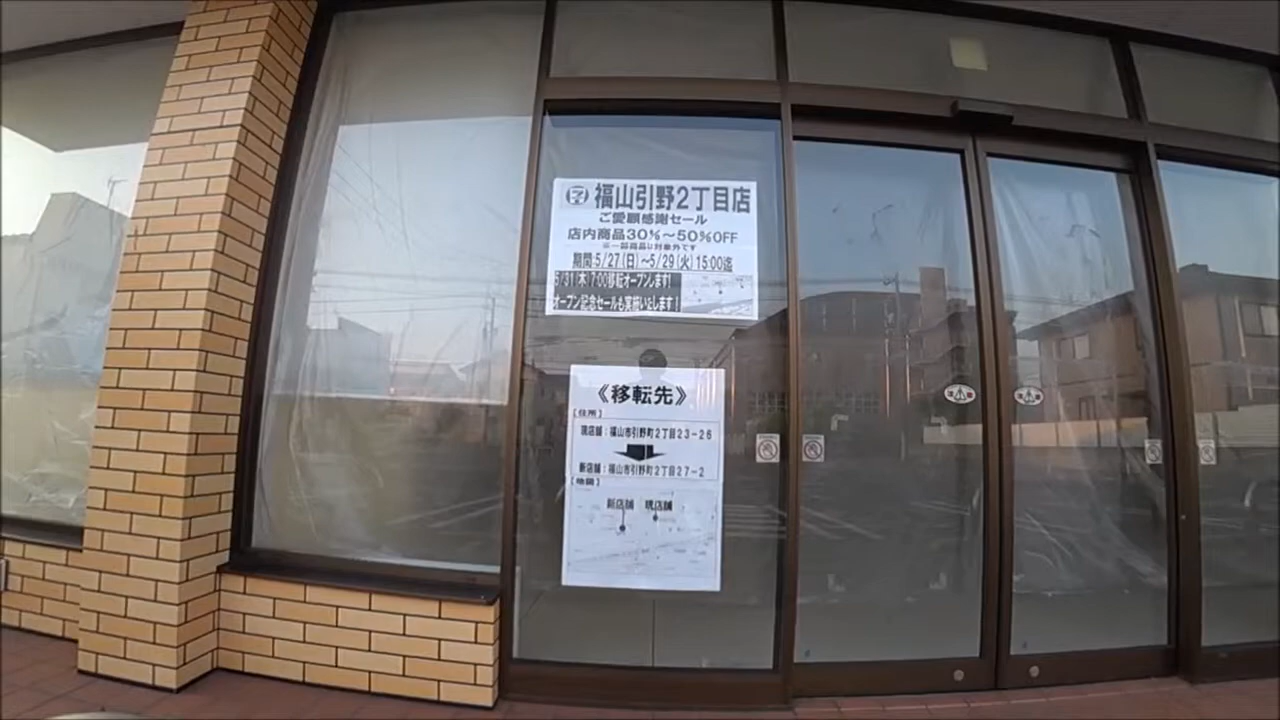 福山引野2丁目店
ご愛顧感謝セール
店内商品30%~50%OFF
※一部商品は対象外です
期間5/27(日)~5/29(火)15:00迄
5/31(木)7:00移転オープンします!
オープン記念セールも実施いたします!
《移転先》
【住所】
現店舗:福山市引野町2丁目23-26
新店舗:福山市引野町2丁目27-2
【地図】
新店舗 現店舗